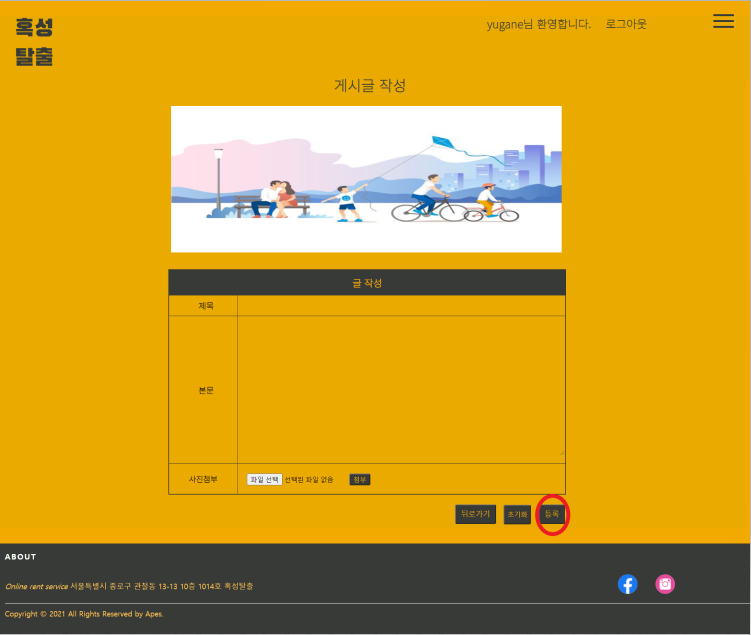 혹성
탈출
yugane님 환영합니다. 로그아웃
게시글 작성
글 작성
제목
본문
사진첨부 파일 선택 선택된 파일 없음 첨부
뒤로가기 초기화 등록
ABOUT
Online rent service 서울특별시 종로구 관철동 13-13 10층 1014호 혹성탈출
Copyright © 2021 All Rights Reserved by Apes.